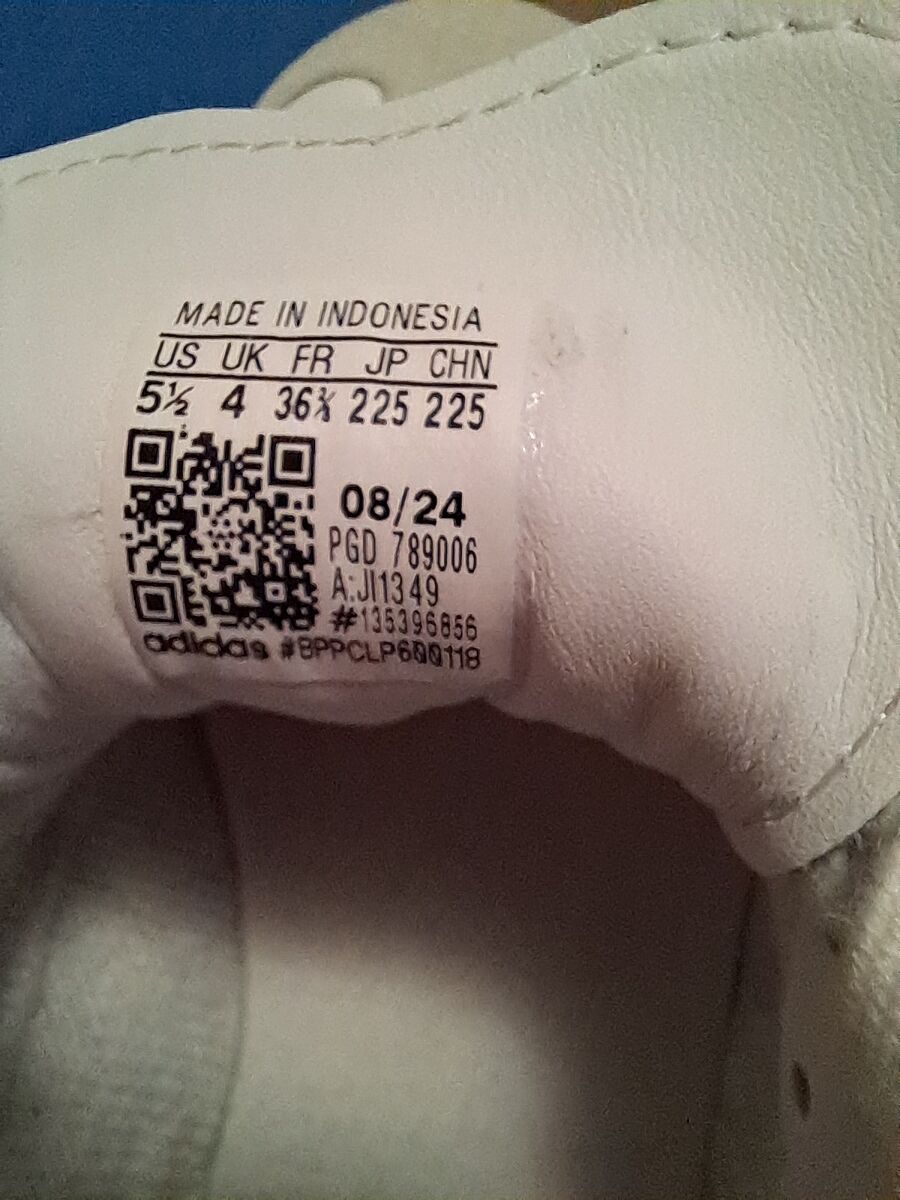 MADE IN INDONESIA
US UK FR JP CHN
5½ 4 36⅔ 225 225
08/24
PGD 789006
A:JI1349
#135396856
adidas #8PPCLP600118